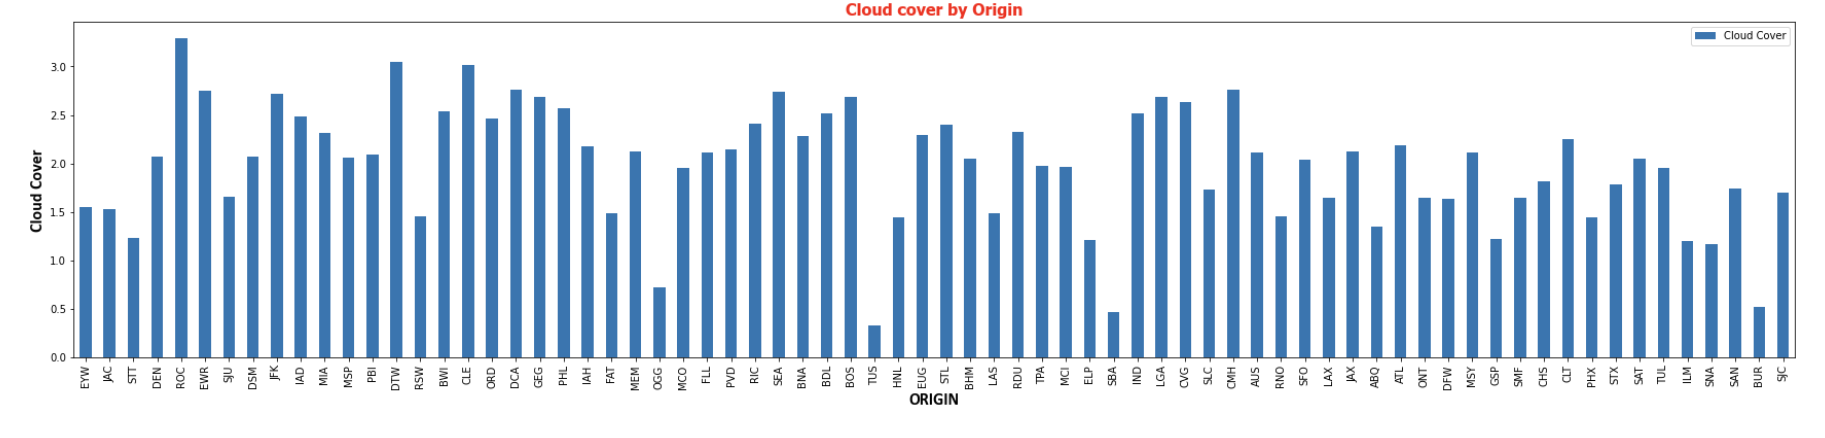 Cloud cover by Origin
Cloud Cover
3.0
2.5
2.0
1.5
1.0
0.5
0.0
Cloud Cover
EYW JAC STT DEN ROC EWR SJU DSM JFK IAD MIA MSP PBI DTW RSW BWI CLE ORD DCA GEG PHL IAH FAT MEM OGG MCO FLL PVD RIC SEA BNA BDL BOS TUS HNL EUG STL BHM LAS RDU TPA MCI ELP SBA IND LGA CVG SLC CMH AUS RNO SFO LAX JAX ABQ ATL ONT DFW MSY GSP SMF CHS CLT PHX STX SAT TUL ILM SNA SAN BUR SJC
ORIGIN